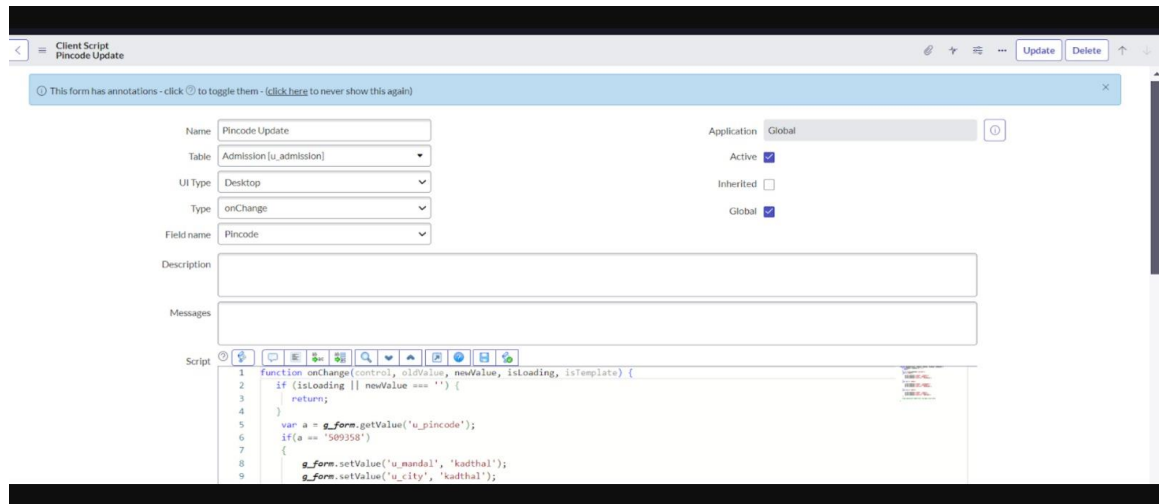 Client Script
Pincode Update
Update
Delete
This form has annotations - click ? to toggle them - (click here to never show this again)
Name Pincode Update
Application Global
Table Admission [u_admission]
Active
UI Type Desktop
Inherited
Type onChange
Global
Field name Pincode
Description
Messages
Script
1 function onChange(control, oldValue, newValue, isLoading, isTemplate) {
2 if (isLoading || newValue === '') {
3 return;
4 }
5 var a = g_form.getValue('u_pincode');
6 if(a == '509358')
7 {
8 g_form.setValue('u_mandal', 'kadthal');
9 g_form.setValue('u_city', 'kadthal');